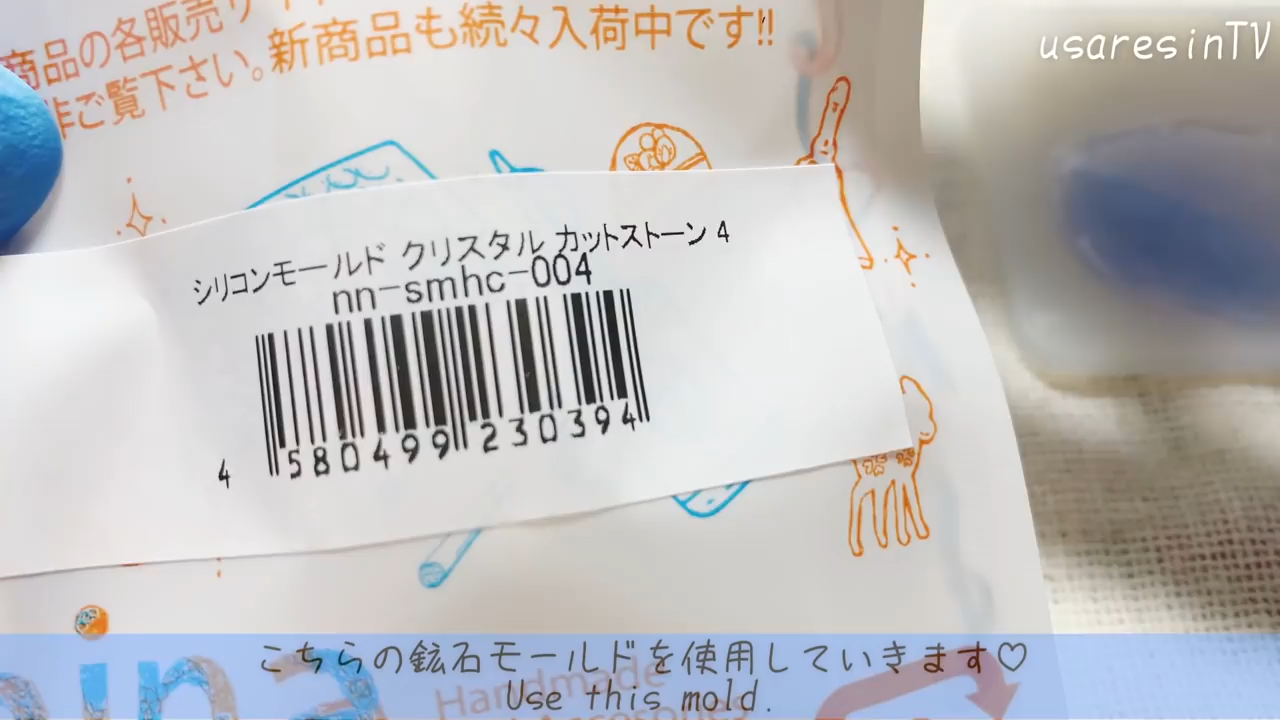 商品の各販売サイト
非ご覧下さい。新商品も続々入荷中です!!
usaresinTV
シリコンモールド クリスタル カットストーン 4
nn-smhc-004
4 580499 230394
こちらの鉱石モールドを使用していきます♡
Handmade
Use this mold.